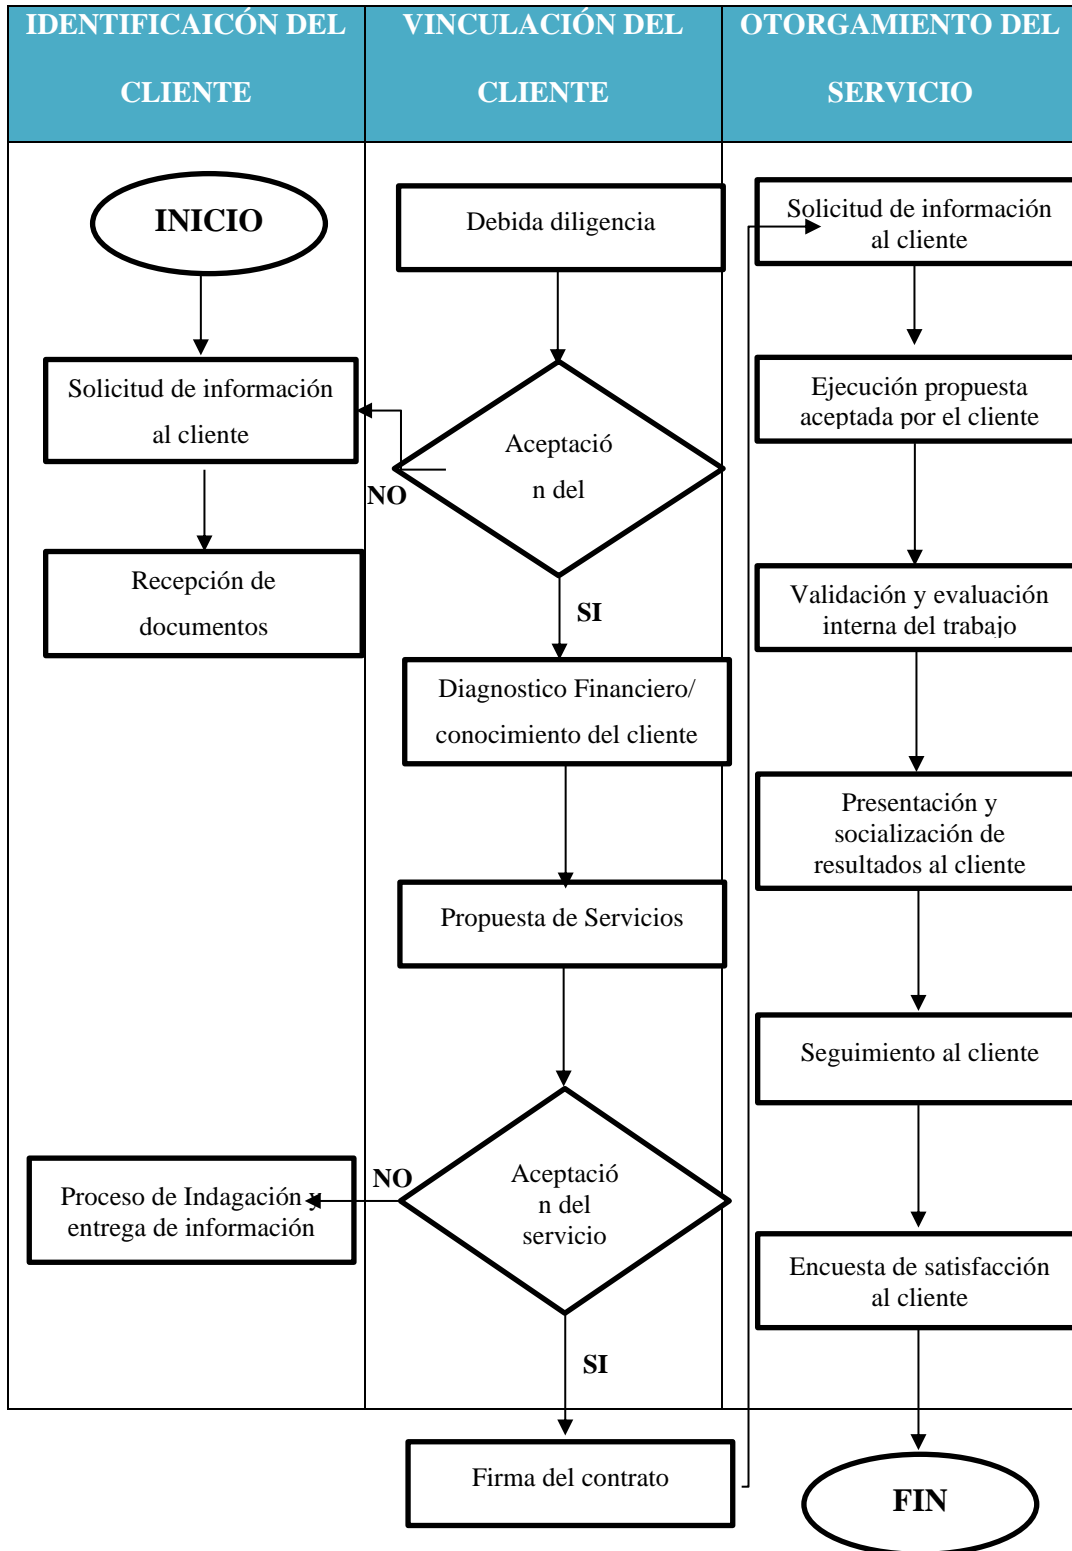 IDENTIFICAICÓN DEL
CLIENTE
VINCULACIÓN DEL
CLIENTE
OTORGAMIENTO DEL
SERVICIO
INICIO
Solicitud de información
al cliente
Recepción de
documentos
Proceso de Indagación y
entrega de información
Debida diligencia
Aceptació
n del
NO
SI
Diagnostico Financiero/
conocimiento del cliente
Propuesta de Servicios
Aceptació
n del
servicio
NO
SI
Firma del contrato
Solicitud de información
al cliente
Ejecución propuesta
aceptada por el cliente
Validación y evaluación
interna del trabajo
Presentación y
socialización de
resultados al cliente
Seguimiento al cliente
Encuesta de satisfacción
al cliente
FIN